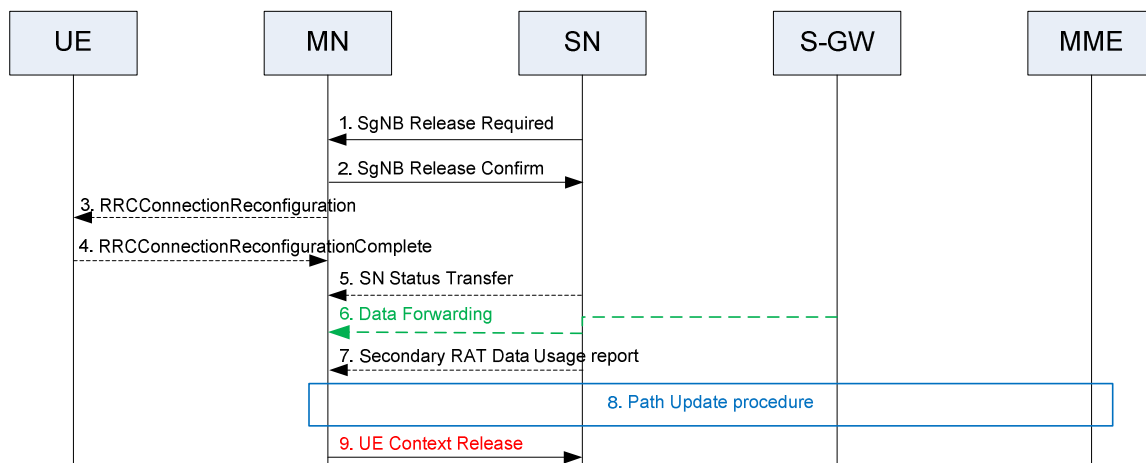 UE
MN
SN
S-GW
MME
1. SgNB Release Required
2. SgNB Release Confirm
3. RRCConnectionReconfiguration
4. RRCConnectionReconfigurationComplete
5. SN Status Transfer
6. Data Forwarding
7. Secondary RAT Data Usage report
8. Path Update procedure
9. UE Context Release